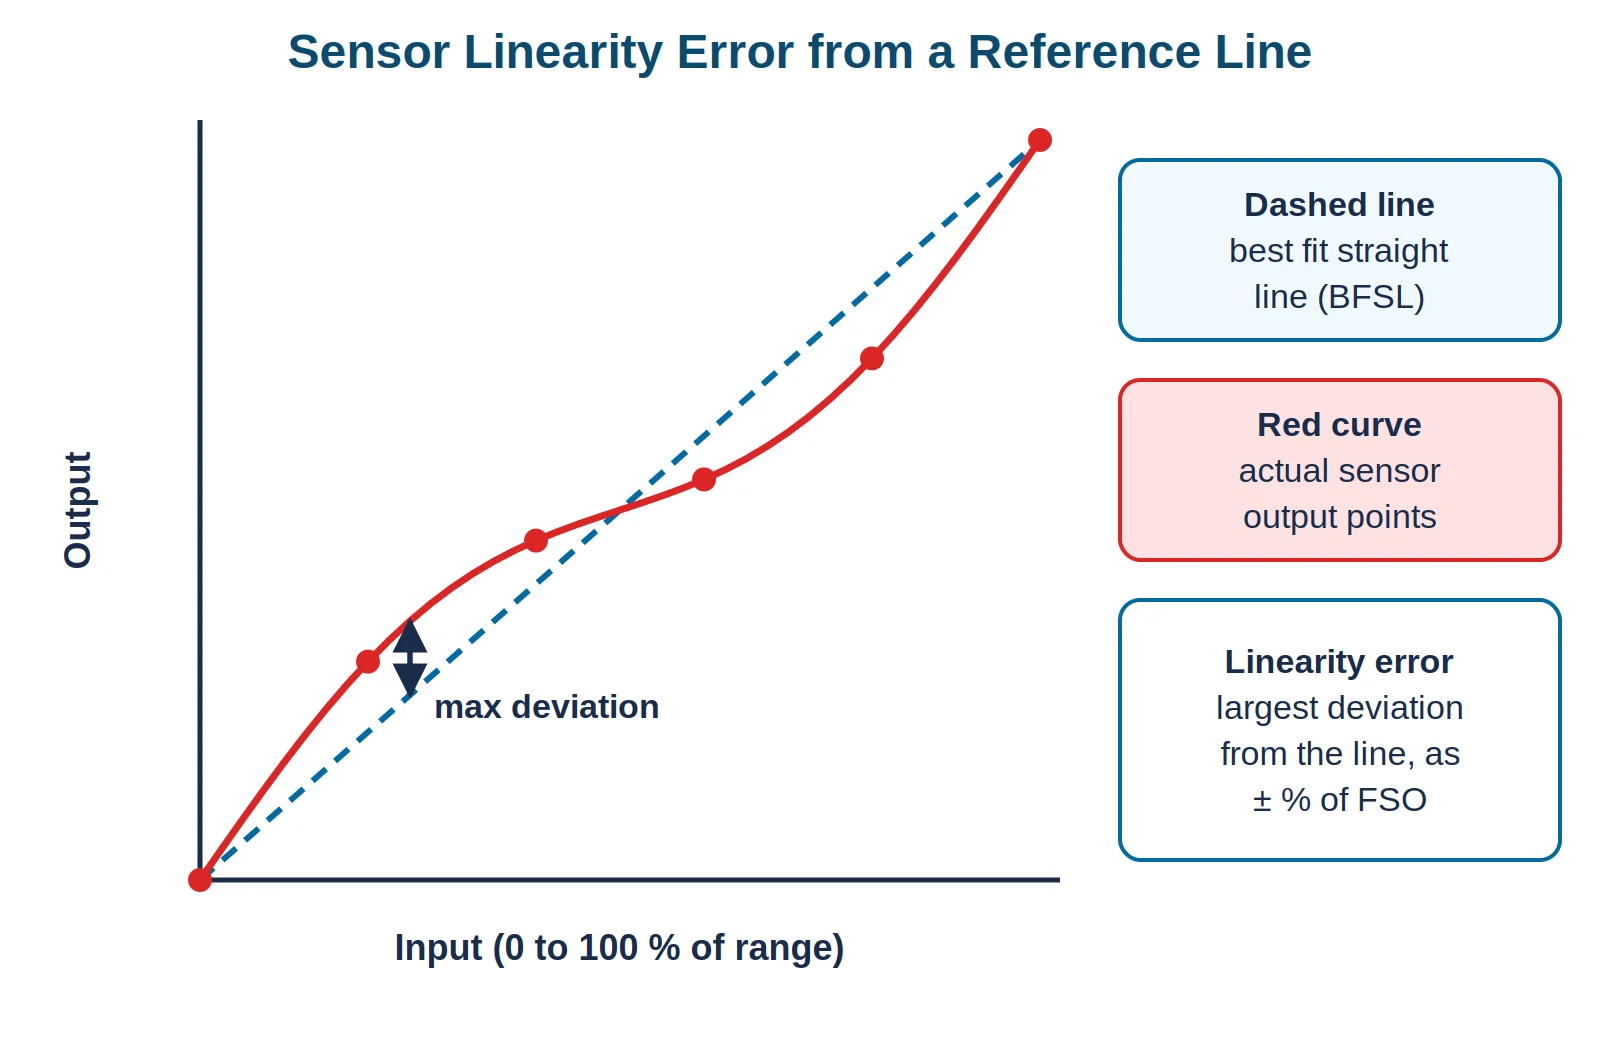 Sensor Linearity Error from a Reference Line
Dashed line
best fit straight
line (BFSL)
Red curve
actual sensor
output points
Output
Linearity error
largest deviation
from the line, as
± % of FSO
max deviation
Input (0 to 100 % of range)